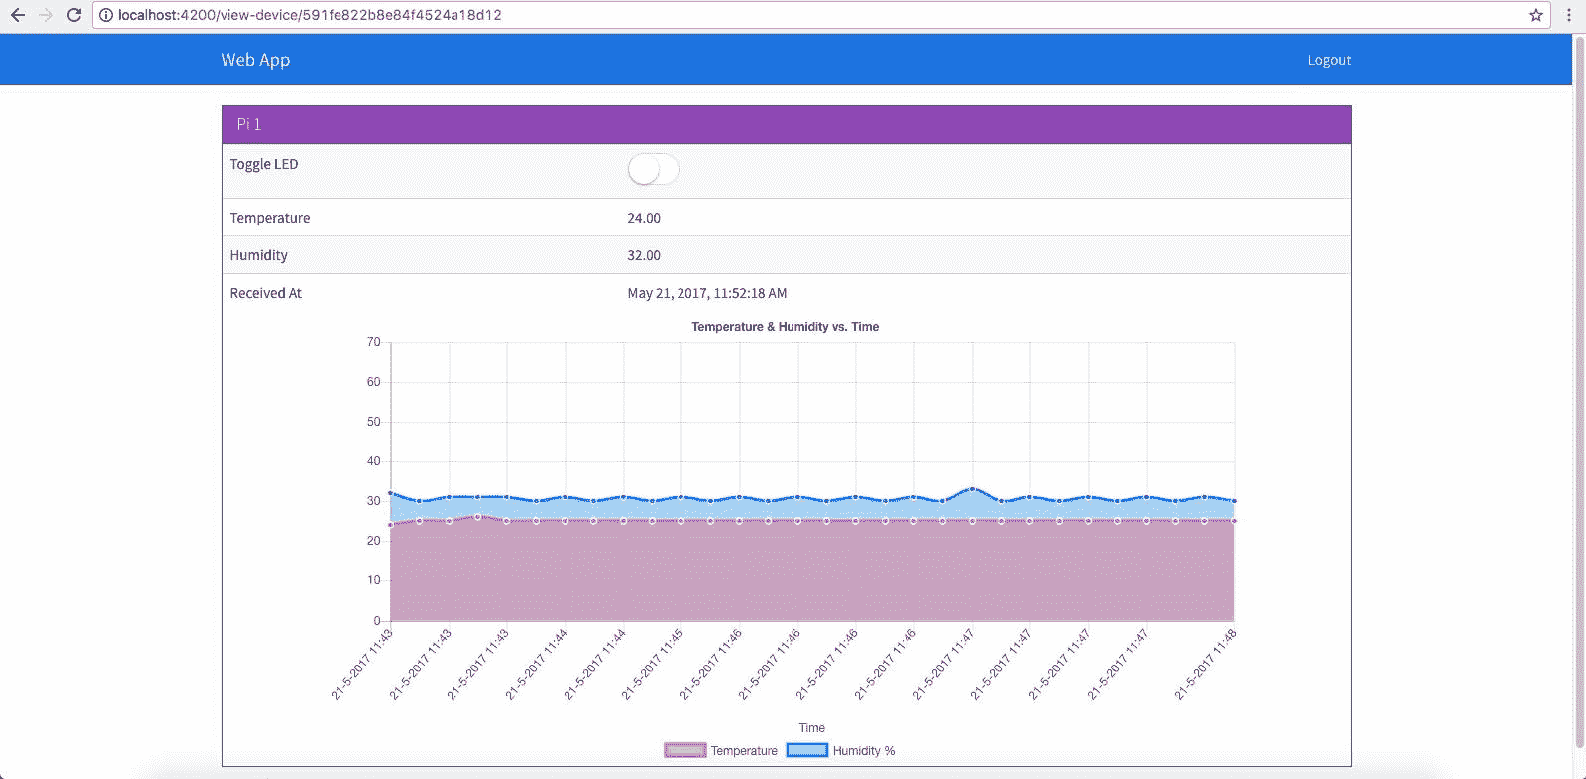 localhost:4200/view-device/591fe822b8e84f4524a18d12
Web App Logout
Pi 1
Toggle LED
Temperature 24.00
Humidity 32.00
Received At May 21, 2017, 11:52:18 AM
Temperature & Humidity vs. Time
70
60
50
40
30
20
10
0
21-5-2017 11:43
21-5-2017 11:43
21-5-2017 11:43
21-5-2017 11:44
21-5-2017 11:44
21-5-2017 11:45
21-5-2017 11:46
21-5-2017 11:46
21-5-2017 11:46
21-5-2017 11:46
21-5-2017 11:47
21-5-2017 11:47
21-5-2017 11:47
21-5-2017 11:47
21-5-2017 11:48
Time
Temperature Humidity %